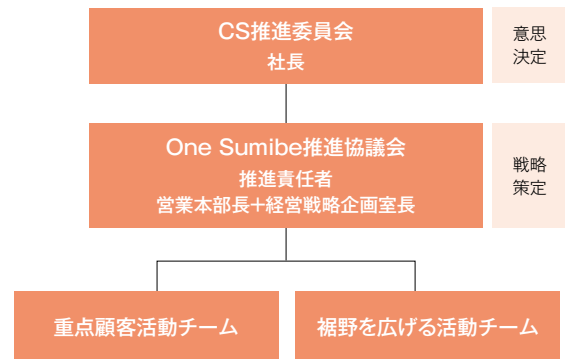 CS推進委員会
社長
意思
決定
One Sumibe推進協議会
推進責任者
営業本部長+経営戦略企画室長
戦略
策定
重点顧客活動チーム
裾野を広げる活動チーム